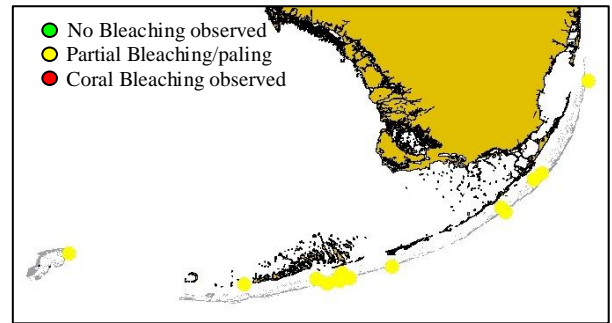 No Bleaching observed
Partial Bleaching/paling
Coral Bleaching observed